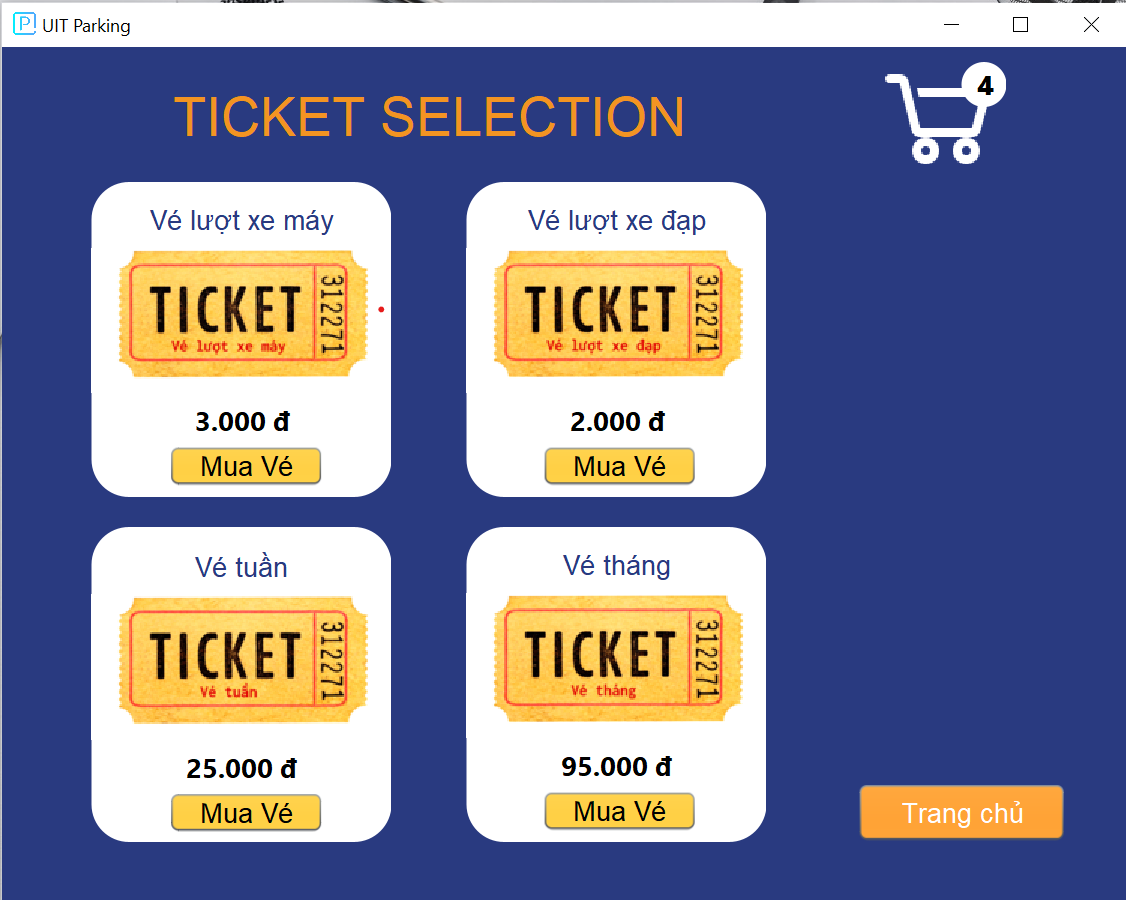 UIT Parking
TICKET SELECTION
4
Vé lượt xe máy
TICKET
Vé lượt xe máy
312271
3.000 đ
Mua Vé
Vé lượt xe đạp
TICKET
Vé lượt xe đạp
312271
2.000 đ
Mua Vé
Vé tuần
TICKET
Vé tuần
312271
25.000 đ
Mua Vé
Vé tháng
TICKET
Vé tháng
312271
95.000 đ
Mua Vé
Trang chủ